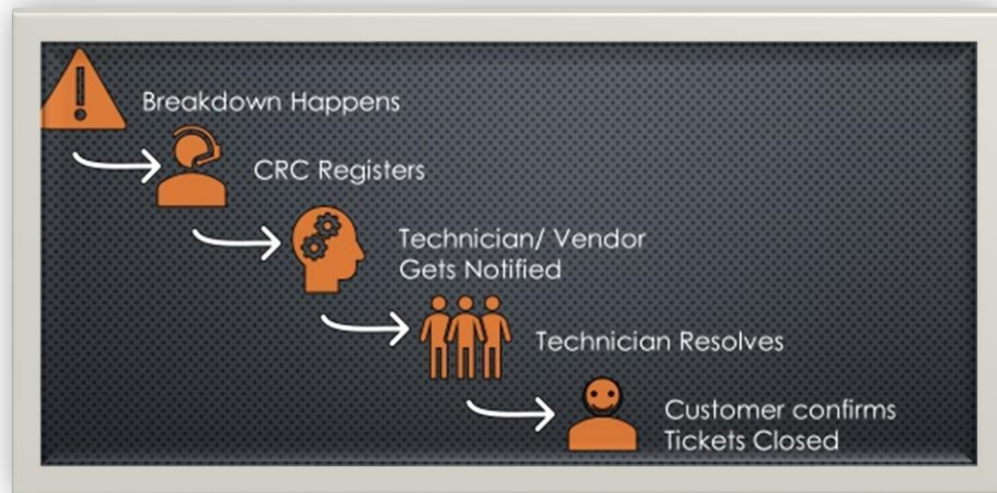 Breakdown Happens
CRC Registers
Technician/ Vendor
Gets Notified
Technician Resolves
Customer confirms
Tickets Closed